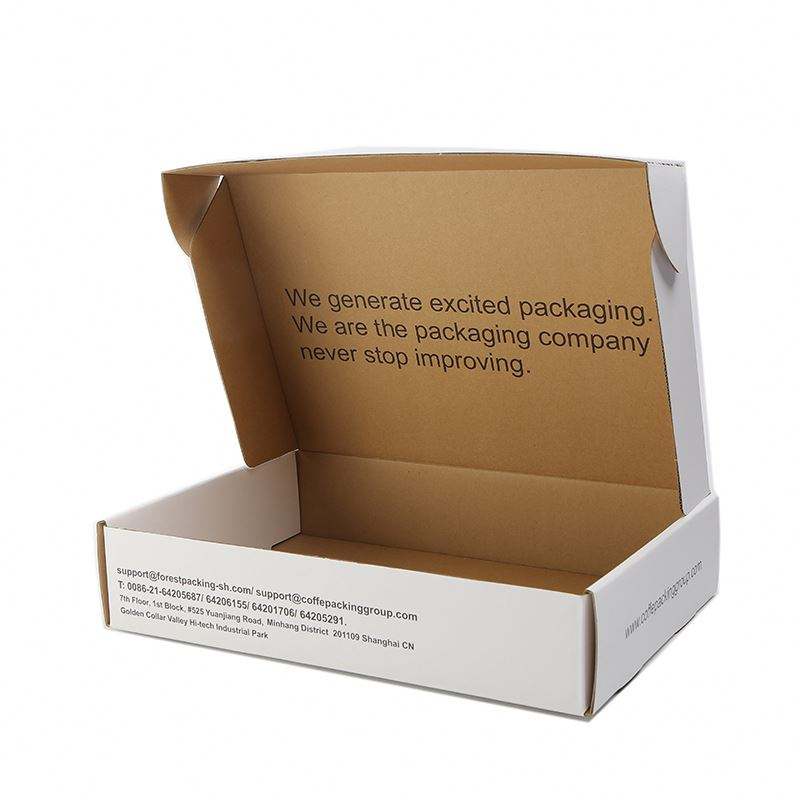 We generate excited packaging.
We are the packaging company
never stop improving.
support@forestpacking-sh.com/ support@coffepackinggroup.com
T: 0086-21-64205687/ 64206155/ 64201706/ 64205291.
7th Floor, 1st Block, #525 Yuanjiang Road, Minhang District 201109 Shanghai CN
Golden Collar Valley Hi-tech Industrial Park
www.coffepackinggroup.com